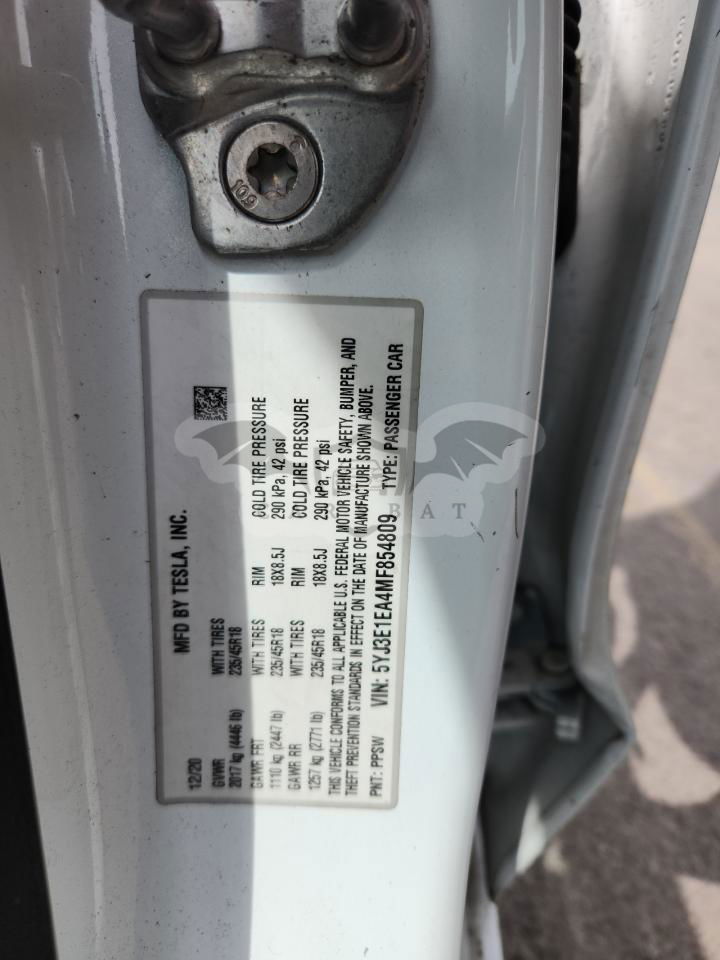 10.9
MFD BY TESLA, INC.
12/20
GVWR WITH TIRES
2017 kg (4446 lb) 235/45R18
GAWR FRT WITH TIRES RIM COLD TIRE PRESSURE
1110 kg (2447 lb) 235/45R18 18X8.5J 290 kPa, 42 psi
GAWR RR WITH TIRES RIM COLD TIRE PRESSURE
1257 kg (2771 lb) 235/45R18 18X8.5J 290 kPa, 42 psi
THIS VEHICLE CONFORMS TO ALL APPLICABLE U.S. FEDERAL MOTOR VEHICLE SAFETY, BUMPER, AND
THEFT PREVENTION STANDARDS IN EFFECT ON THE DATE OF MANUFACTURE SHOWN ABOVE.
PNT: PPSW VIN: 5YJ3E1EA4MF854809 TYPE: PASSENGER CAR
BAT